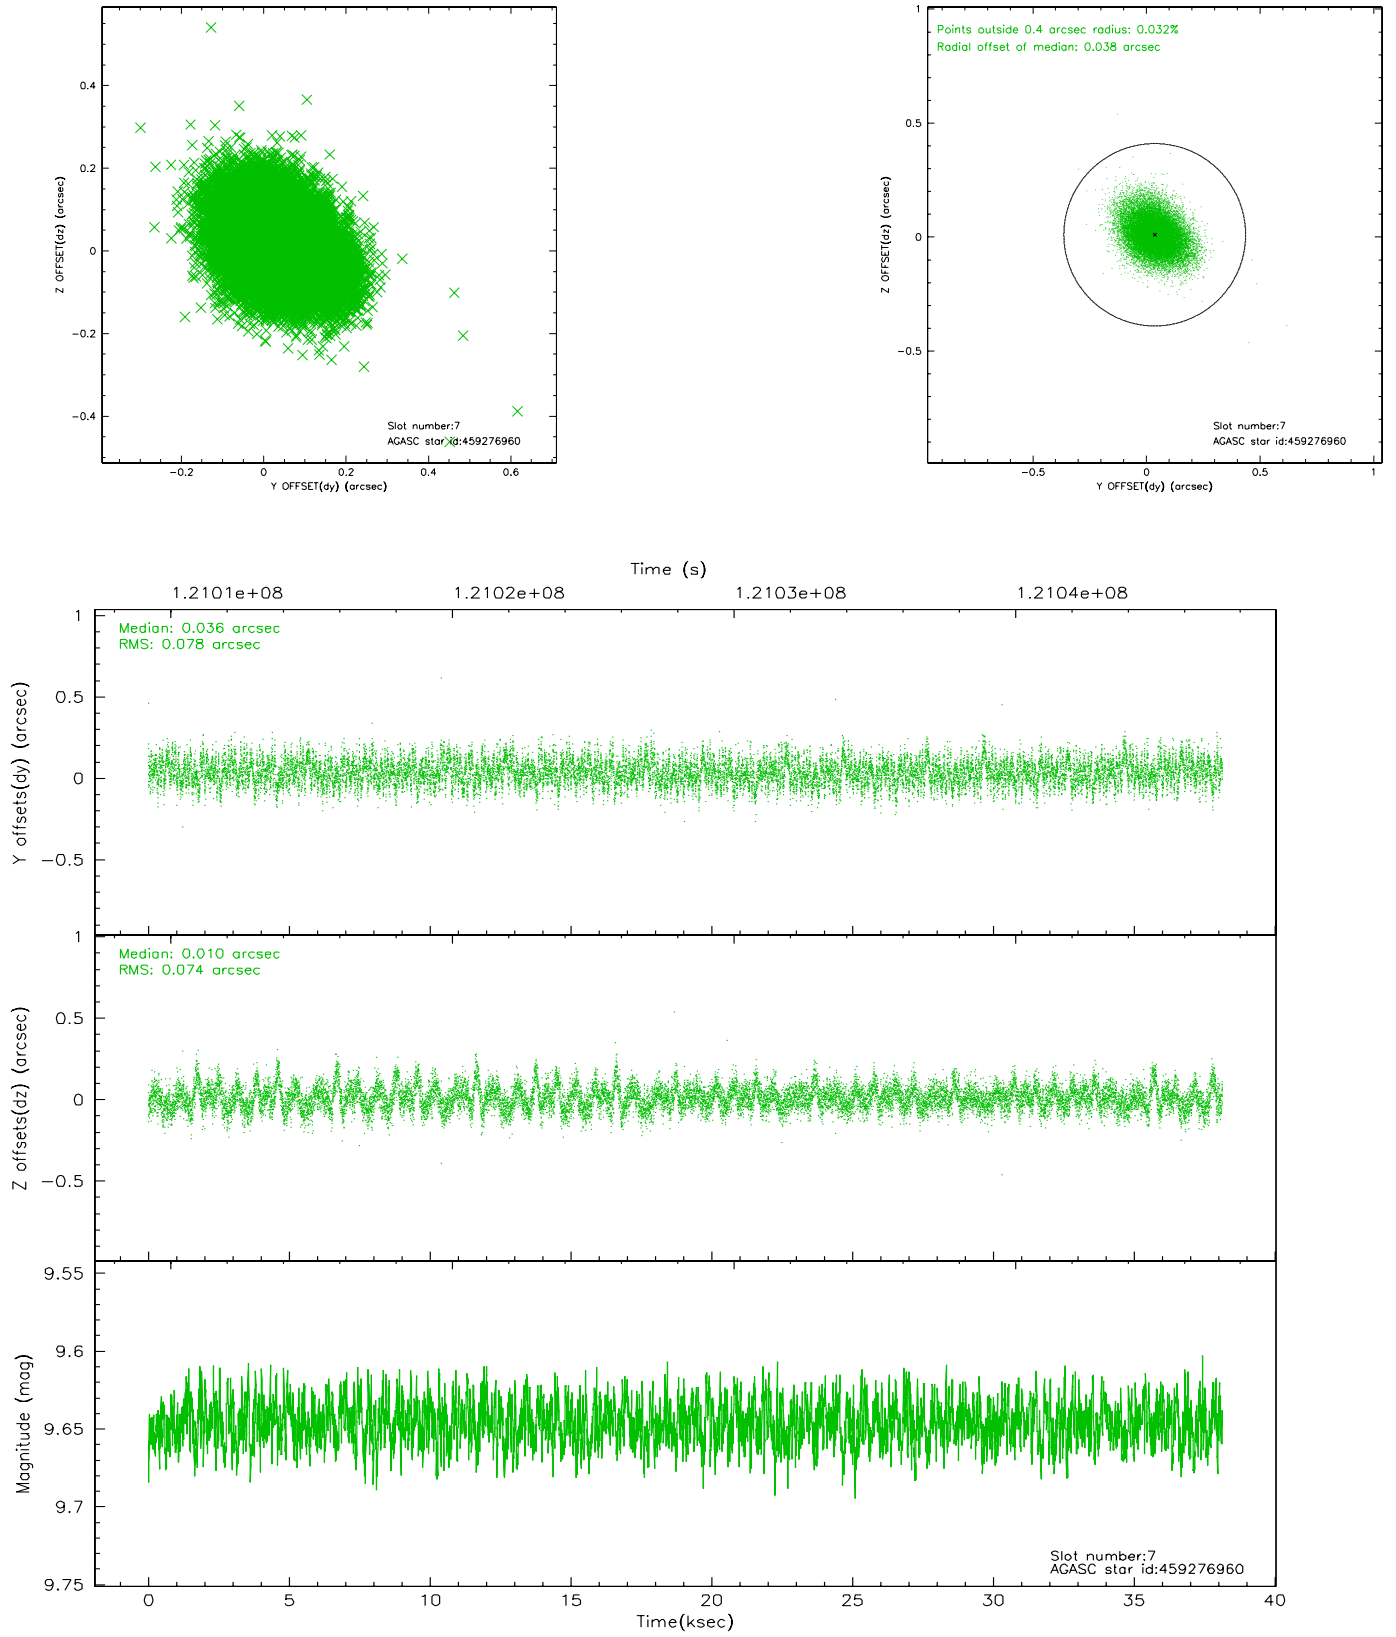 0.4
0.2
0
-0.2
-0.4
Z OFFSET(dz) (arcsec)
Slot number:7
AGASC star id:459276960
-0.2 0 0.2 0.4 0.6
Y OFFSET(dy) (arcsec)
1
0.5
0
-0.5
Z OFFSET(dz) (arcsec)
Points outside 0.4 arcsec radius: 0.032%
Radial offset of median: 0.038 arcsec
Slot number:7
AGASC star id:459276960
-0.5 0 0.5 1
Y OFFSET(dy) (arcsec)
Time (s)
1.2101e+08 1.2102e+08 1.2103e+08 1.2104e+08
1
0.5
0
-0.5
Y offsets(dy) (arcsec)
Median: 0.036 arcsec
RMS: 0.078 arcsec
1
0.5
0
-0.5
Z offsets(dz) (arcsec)
Median: 0.010 arcsec
RMS: 0.074 arcsec
9.55
9.6
9.65
9.7
9.75
Magnitude (mag)
Slot number:7
AGASC star id:459276960
0 5 10 15 20 25 30 35 40
Time(ksec)